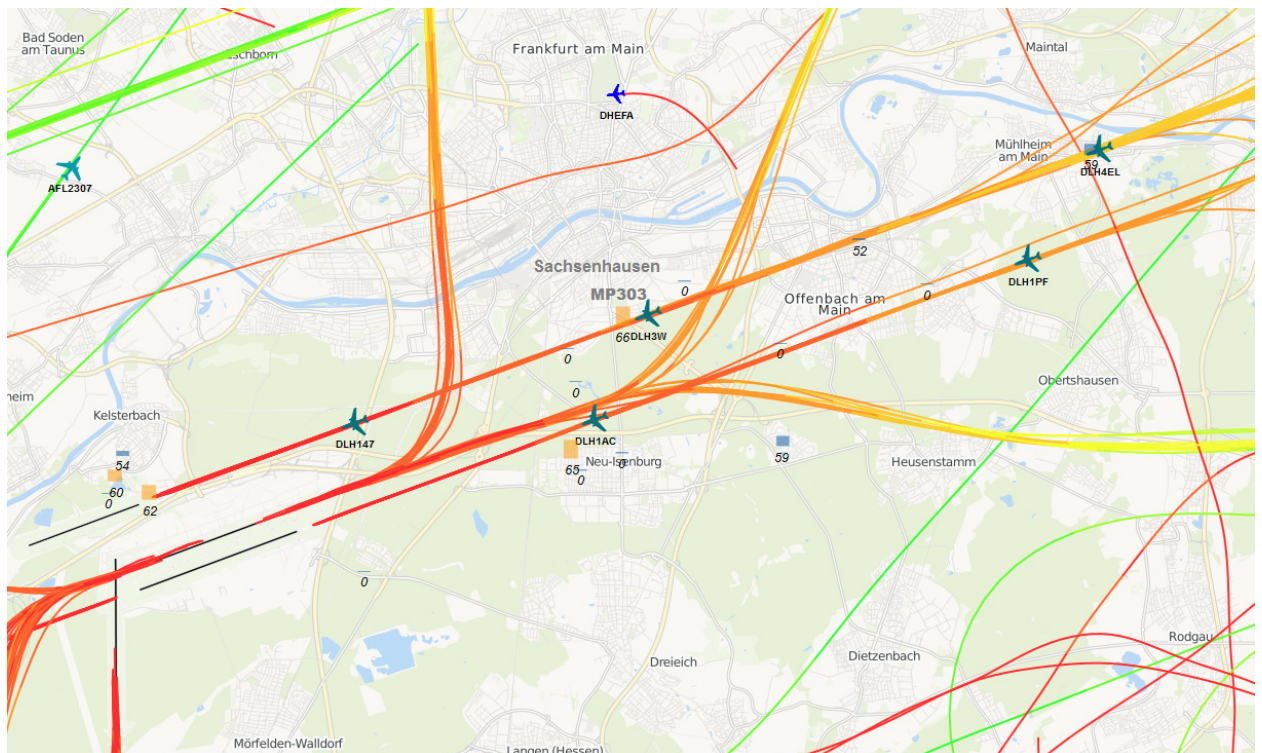 Bad Soden
am Taunus
schborn
Frankfurt am Main
Maintal
DHEFA
Mühlheim
am Main
59
DLH4EL
AFL2307
52
Sachsenhausen
DLH1PF
MP303
0
0
Offenbach am
Main
66
DLH3W
0
0
0
Obertshausen
heim
Kelsterbach
DLH147
DLH1AC
54
65
0
Neu-Isenburg
0
59
Heusenstamm
60
0
62
0
Rodgau
Dreieich
Dietzenbach
Mörfelden-Walldorf
Langen (Hessen)